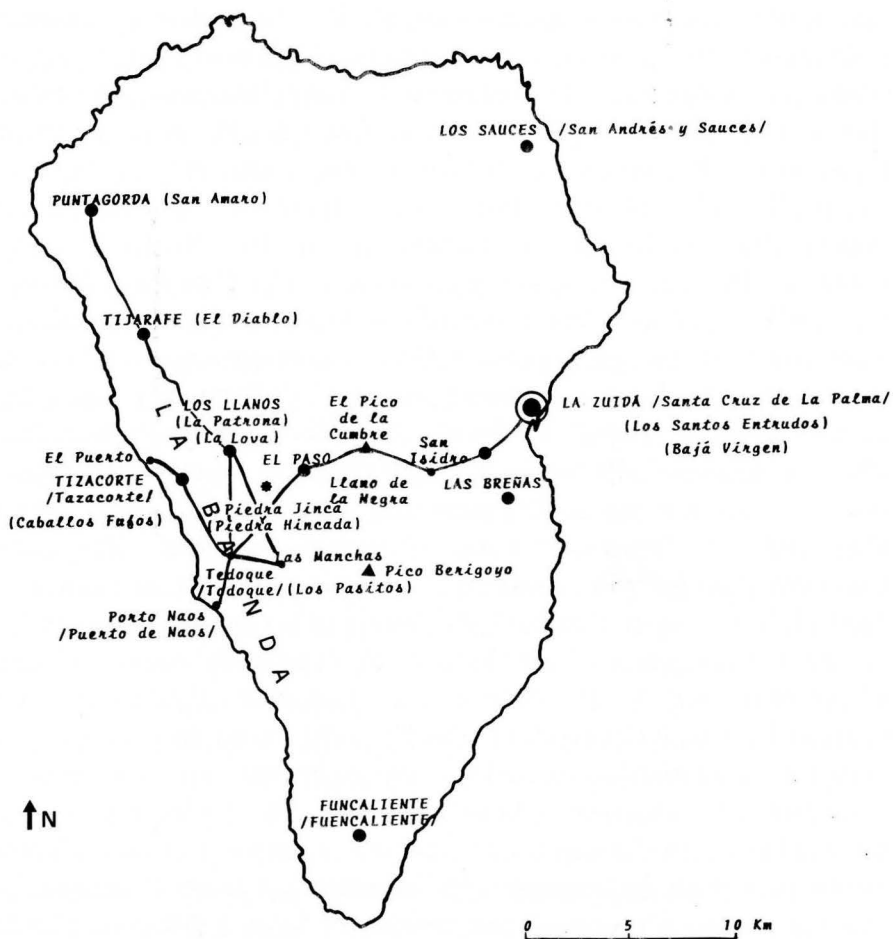 LOS SAUCES /San Andrés y Sauces/
PUNTAGORDA (San Amaro)
TIJARAFE (El Diablo)
LA BANDA
LOS LLANOS
(La Patrona)
(La Lova)
El Pico
de la
Cumbre
San
Isidro
LA ZUIDÁ /Santa Cruz de La Palma/
(Los Santos Entrudos)
(Bajá Virgen)
El Puerto
EL PASO
TIZACORTE
/Tazacorte/
(Caballos Fufos)
Llano de
la Negra
LAS BREÑAS
Piedra Jinca
(Piedra Hincada)
Las Manchas
Tedoque
/Todoque/
(Los Pasitos)
Pico Berigoyo
Porto Naos
/Puerto de Naos/
FUNCALIENTE
/FUENCALIENTE/
N
0 5 10 Km